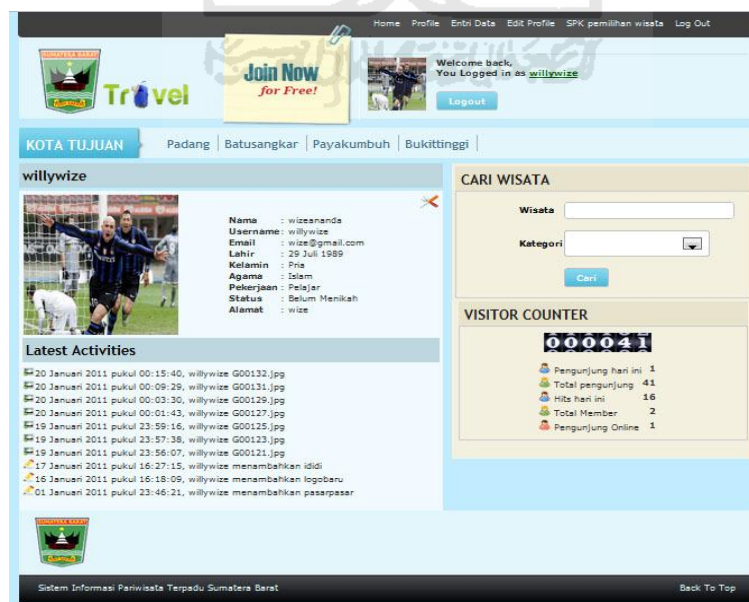 Home Profile Entri Data Edit Profile SPK pemilihan wisata Log Out
SUMATERA BARAT
Travel
Join Now
for Free!
Welcome back,
You Logged in as willywize
Logout
KOTA TUJUAN
Padang | Batusangkar | Payakumbuh | Bukittinggi |
willywize
Nama : wizeananda
Username : willywize
Email : wize@gmail.com
Lahir : 29 Juli 1989
Kelamin : Pria
Agama : Islam
Pekerjaan : Pelajar
Status : Belum Menikah
Alamat : wize
Latest Activities
20 Januari 2011 pukul 00:15:40, willywize G00132.jpg
20 Januari 2011 pukul 00:09:29, willywize G00131.jpg
20 Januari 2011 pukul 00:03:30, willywize G00129.jpg
20 Januari 2011 pukul 00:01:43, willywize G00127.jpg
19 Januari 2011 pukul 23:59:16, willywize G00125.jpg
19 Januari 2011 pukul 23:57:38, willywize G00123.jpg
19 Januari 2011 pukul 23:56:07, willywize G00121.jpg
17 Januari 2011 pukul 16:27:15, willywize menambahkan ididi
16 Januari 2011 pukul 16:18:09, willywize menambahkan logobaru
01 Januari 2011 pukul 23:46:21, willywize menambahkan pasarpasar
CARI WISATA
Wisata
Kategori
Cari
VISITOR COUNTER
000041
Pengunjung hari ini 1
Total pengunjung 41
Hits hari ini 16
Total Member 2
Pengunjung Online 1
SUMATERA BARAT
Sistem Informasi Pariwisata Terpadu Sumatera Barat
Back To Top